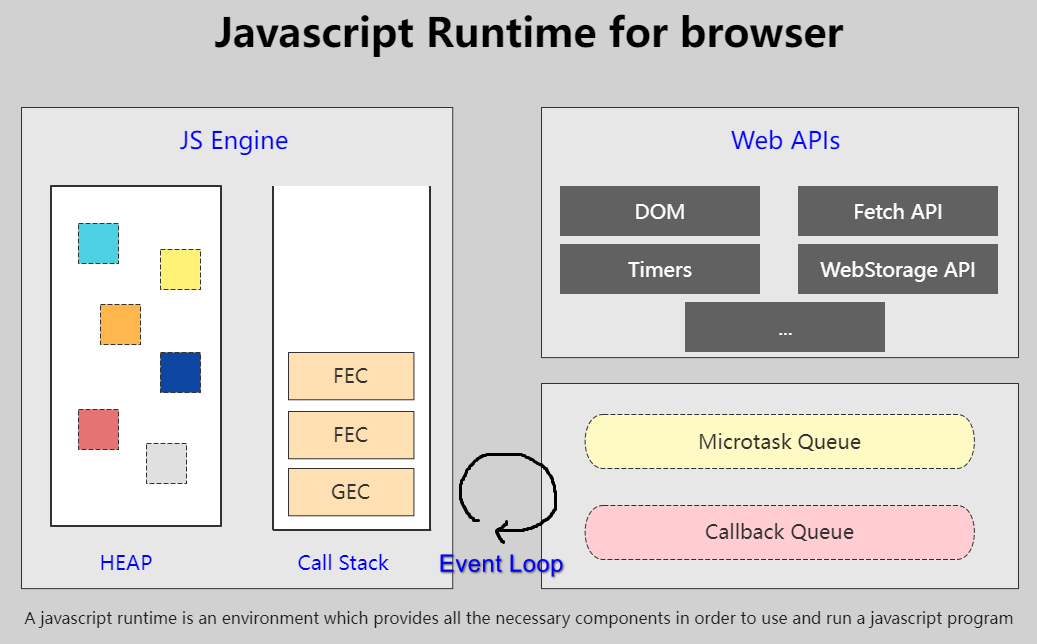 Javascript Runtime for browser
JS Engine
FEC
FEC
GEC
HEAP
Call Stack
Event Loop
Web APIs
DOM
Fetch API
Timers
WebStorage API
...
Microtask Queue
Callback Queue
A javascript runtime is an environment which provides all the necessary components in order to use and run a javascript program